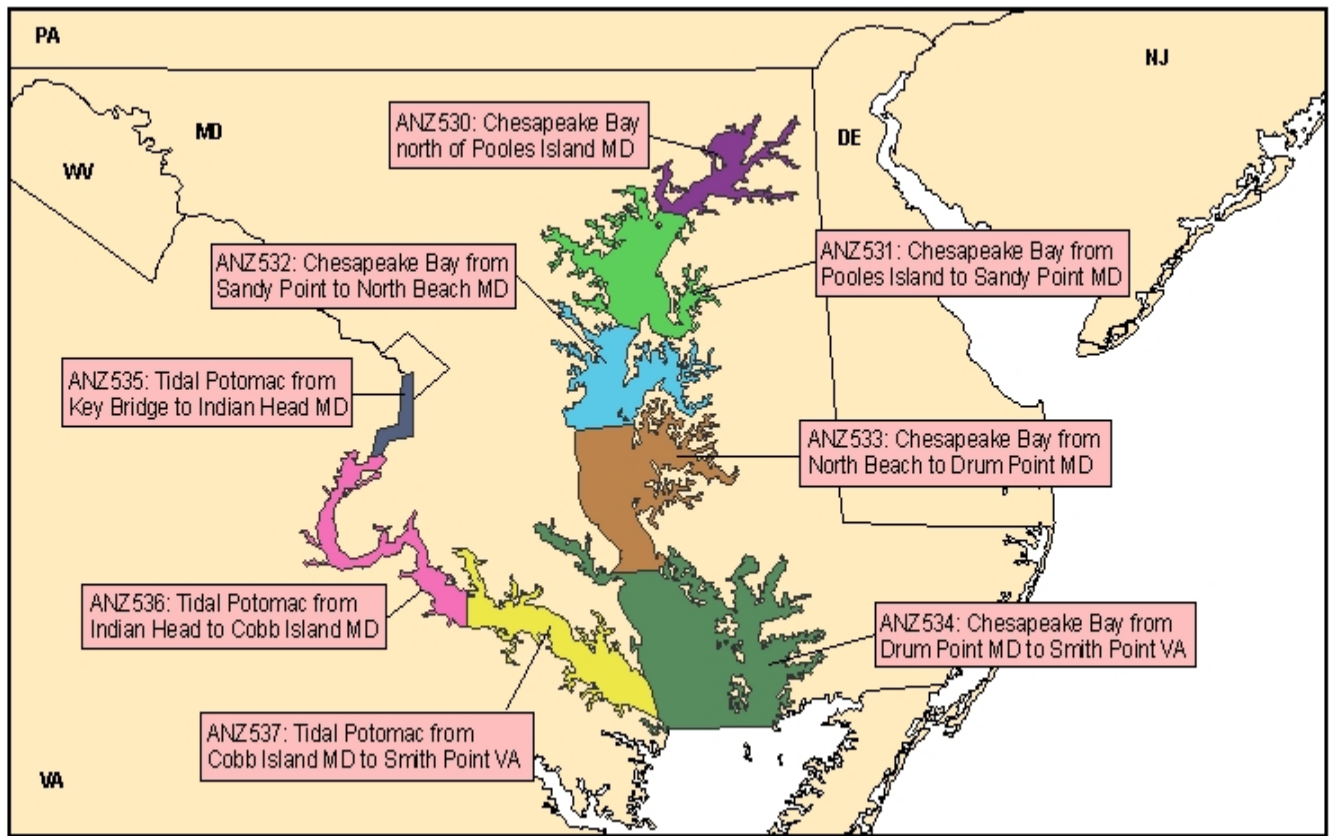 PA
NJ
MD
DE
WV
ANZ530: Chesapeake Bay
north of Pooles Island MD
ANZ531: Chesapeake Bay from
Pooles Island to Sandy Point MD
ANZ532: Chesapeake Bay from
Sandy Point to North Beach MD
ANZ535: Tidal Potomac from
Key Bridge to Indian Head MD
ANZ533: Chesapeake Bay from
North Beach to Drum Point MD
ANZ536: Tidal Potomac from
Indian Head to Cobb Island MD
ANZ534: Chesapeake Bay from
Drum Point MD to Smith Point VA
ANZ537: Tidal Potomac from
Cobb Island MD to Smith Point VA
VA